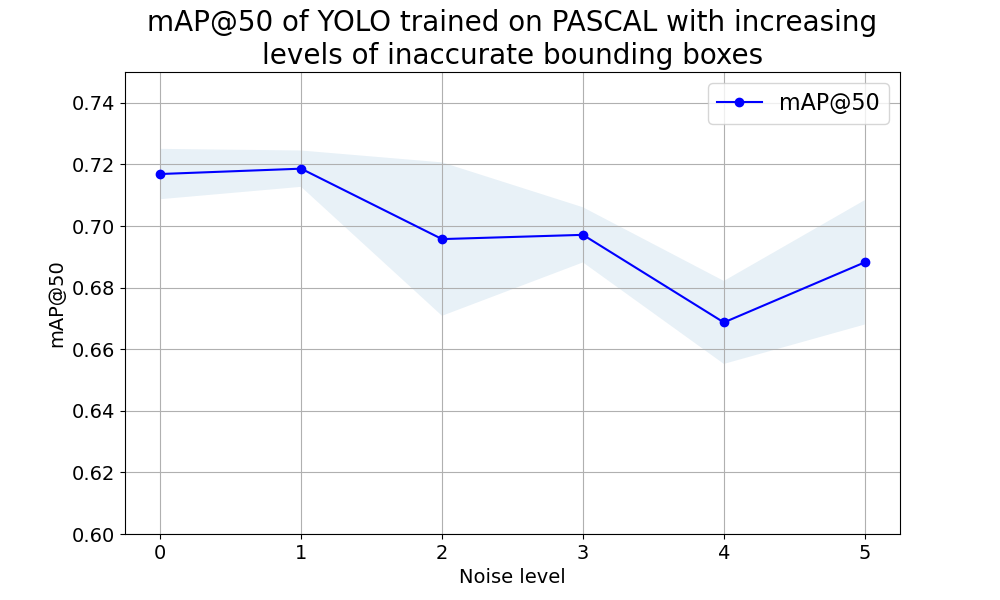 mAP@50 of YOLO trained on PASCAL with increasing
levels of inaccurate bounding boxes
mAP@50
0.74
0.72
0.70
0.68
0.66
0.64
0.62
0.60
mAP@50
0 1 2 3 4 5
Noise level